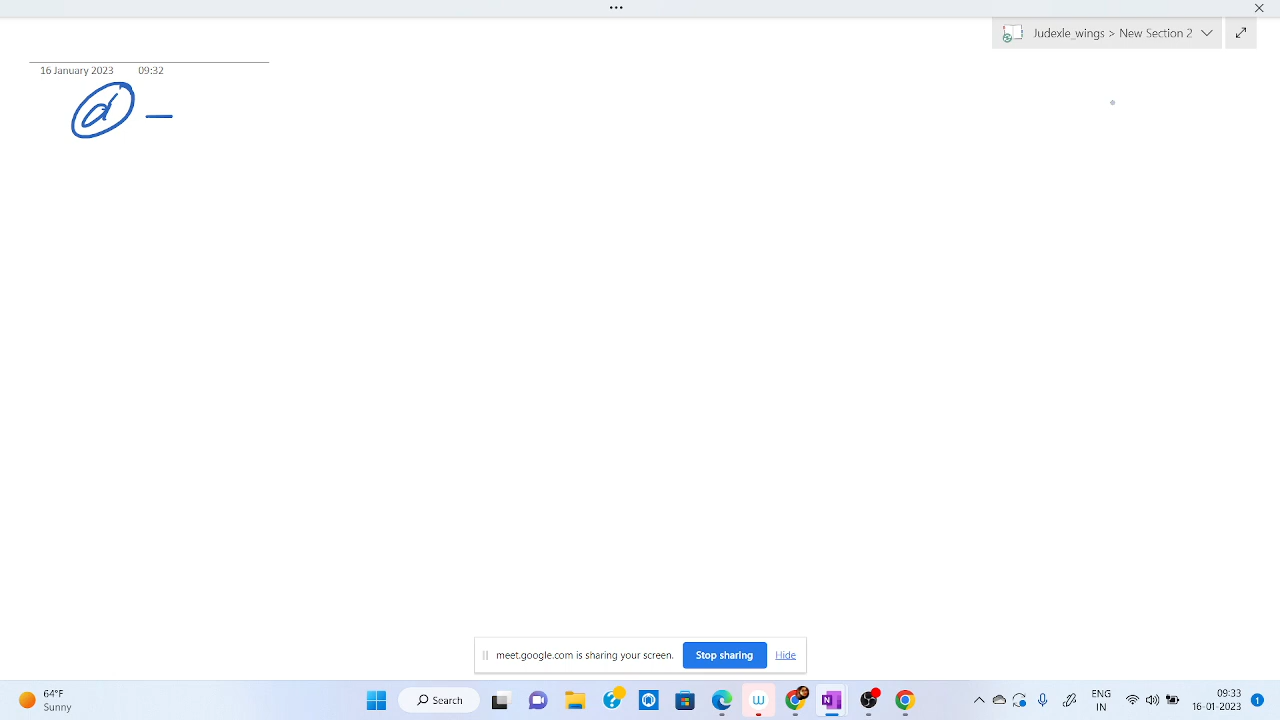 Judexle_wings > New Section 2
16 January 2023 09:32
d –
meet.google.com is sharing your screen. Stop sharing Hide
64°F
Sunny
Search
ENG
IN
09:33
16-01-2023
1